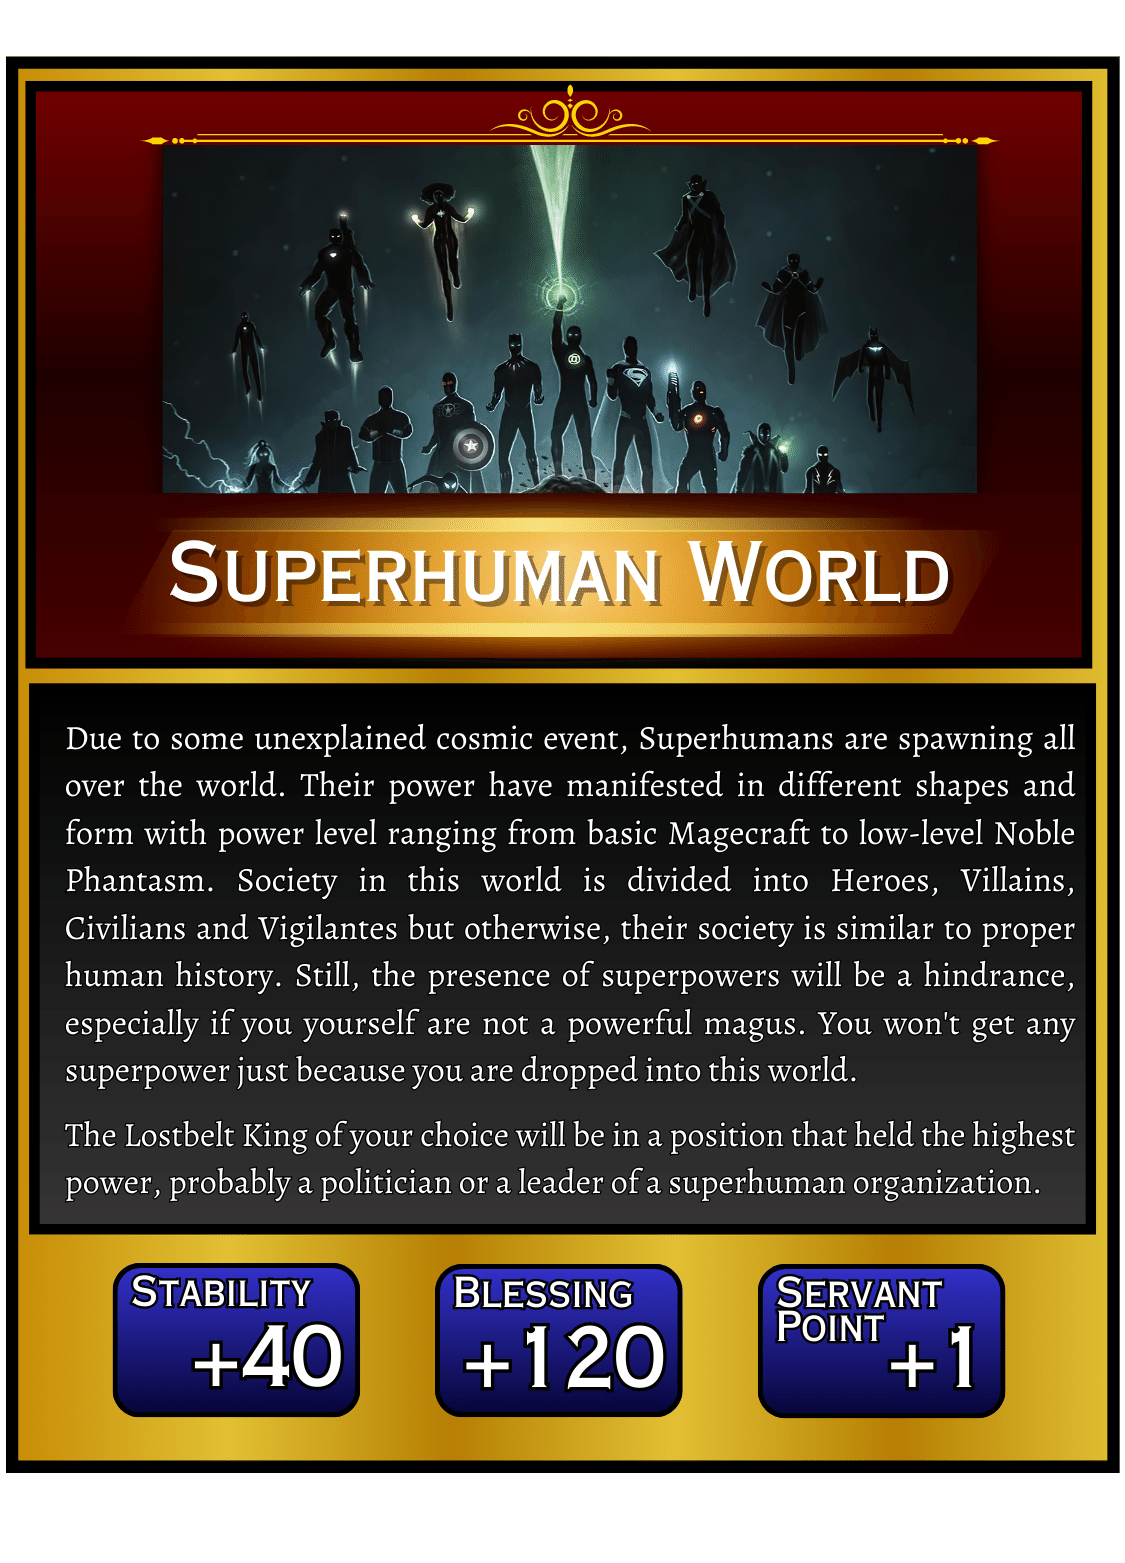 Superhuman World
Due to some unexplained cosmic event, Superhumans are spawning all
over the world. Their power have manifested in different shapes and
form with power level ranging from basic Magecraft to low-level Noble
Phantasm. Society in this world is divided into Heroes, Villains,
Civilians and Vigilantes but otherwise, their society is similar to proper
human history. Still, the presence of superpowers will be a hindrance,
especially if you yourself are not a powerful magus. You won't get any
superpower just because you are dropped into this world.
The Lostbelt King of your choice will be in a position that held the highest
power, probably a politician or a leader of a superhuman organization.
Stability
+40
Blessing
+120
Servant
Point
+1